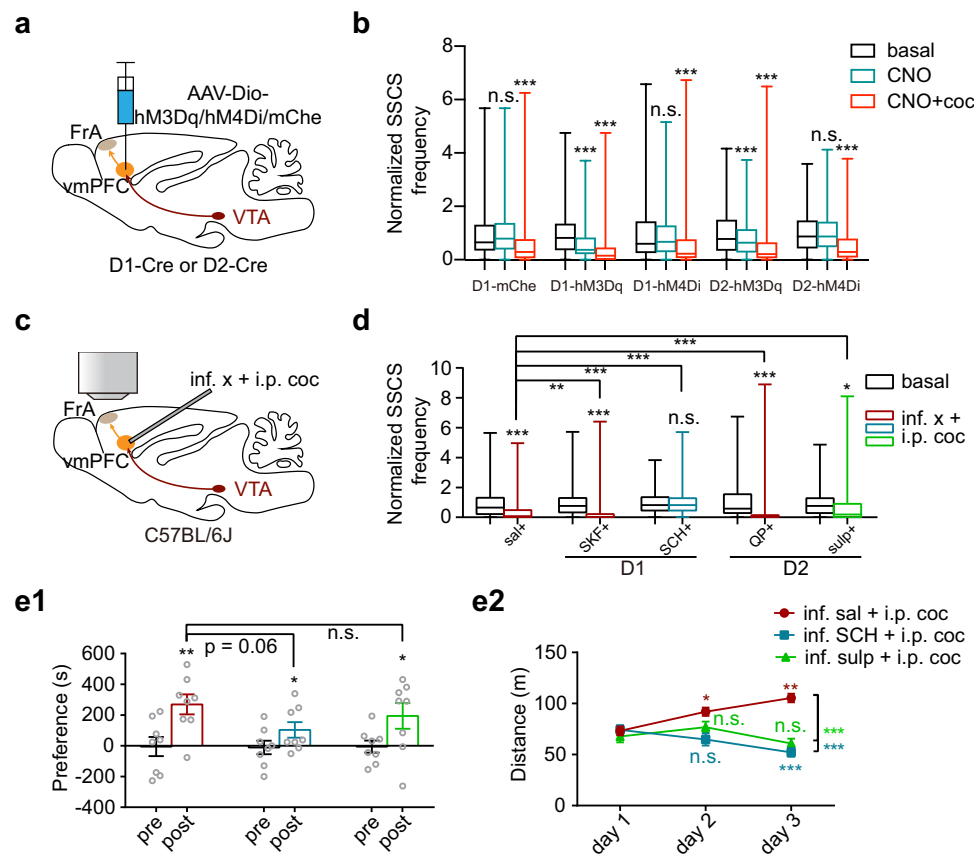 a
AAV-Dio-
hM3Dq/hM4Di/mChe
FrA
vmPFC
VTA
D1-Cre or D2-Cre
b
Normalized SSCS
frequency
8
6
4
2
0
basal
CNO
CNO+coc
n.s.
***
***
***
n.s.
***
***
***
n.s.
***
D1-mChe
D1-hM3Dq
D1-hM4Di
D2-hM3Dq
D2-hM4Di
c
inf. x + i.p. coc
FrA
vmPFC
VTA
C57BL/6J
d
Normalized SSCS
frequency
10
8
6
4
2
0
***
***
***
**
***
***
n.s.
***
*
basal
inf. x +
i.p. coc
sal+
SKF+
SCH+
QP+
sulp+
D1
D2
e1
Preference (s)
600
400
200
0
-200
-400
n.s.
p = 0.06
**
*
*
pre
post
pre
post
pre
post
e2
inf. sal + i.p. coc
inf. SCH + i.p. coc
inf. sulp + i.p. coc
Distance (m)
150
100
50
0
*
**
n.s.
n.s.
n.s.
***
***
***
day 1
day 2
day 3